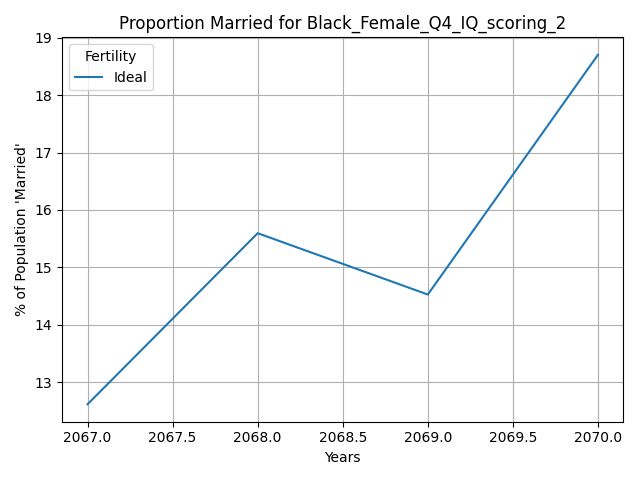 Proportion Married for Black_Female_Q4_IQ_scoring_2
19
18
17
16
15
14
13
% of Population 'Married'
Fertility
Ideal
2067.0 2067.5 2068.0 2068.5 2069.0 2069.5 2070.0
Years